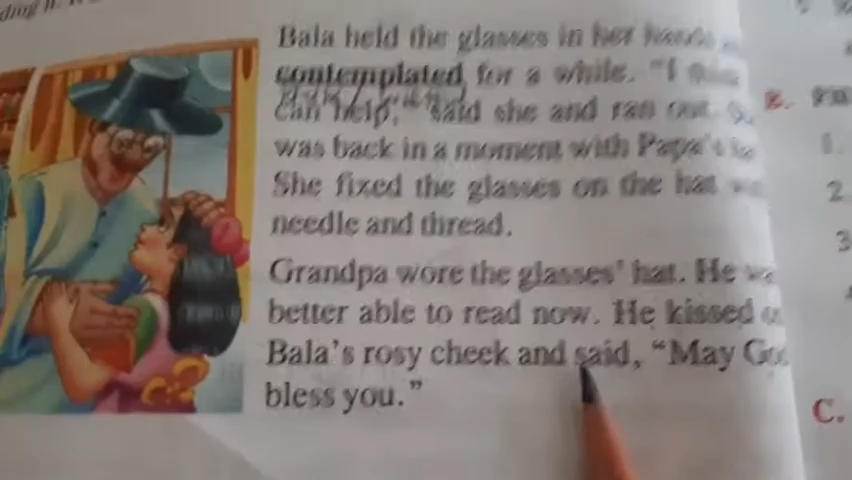 ding it.
Bala held the glasses in her hands
contemplated for a while. "I
can help," said she and ran out.
was back in a moment with Papa's
She fixed the glasses on the hat
needle and thread.
Grandpa wore the glasses' hat. He
better able to read now. He kissed
Bala's rosy cheek and said, "May God
bless you."
B.
1.
2.
3
C.